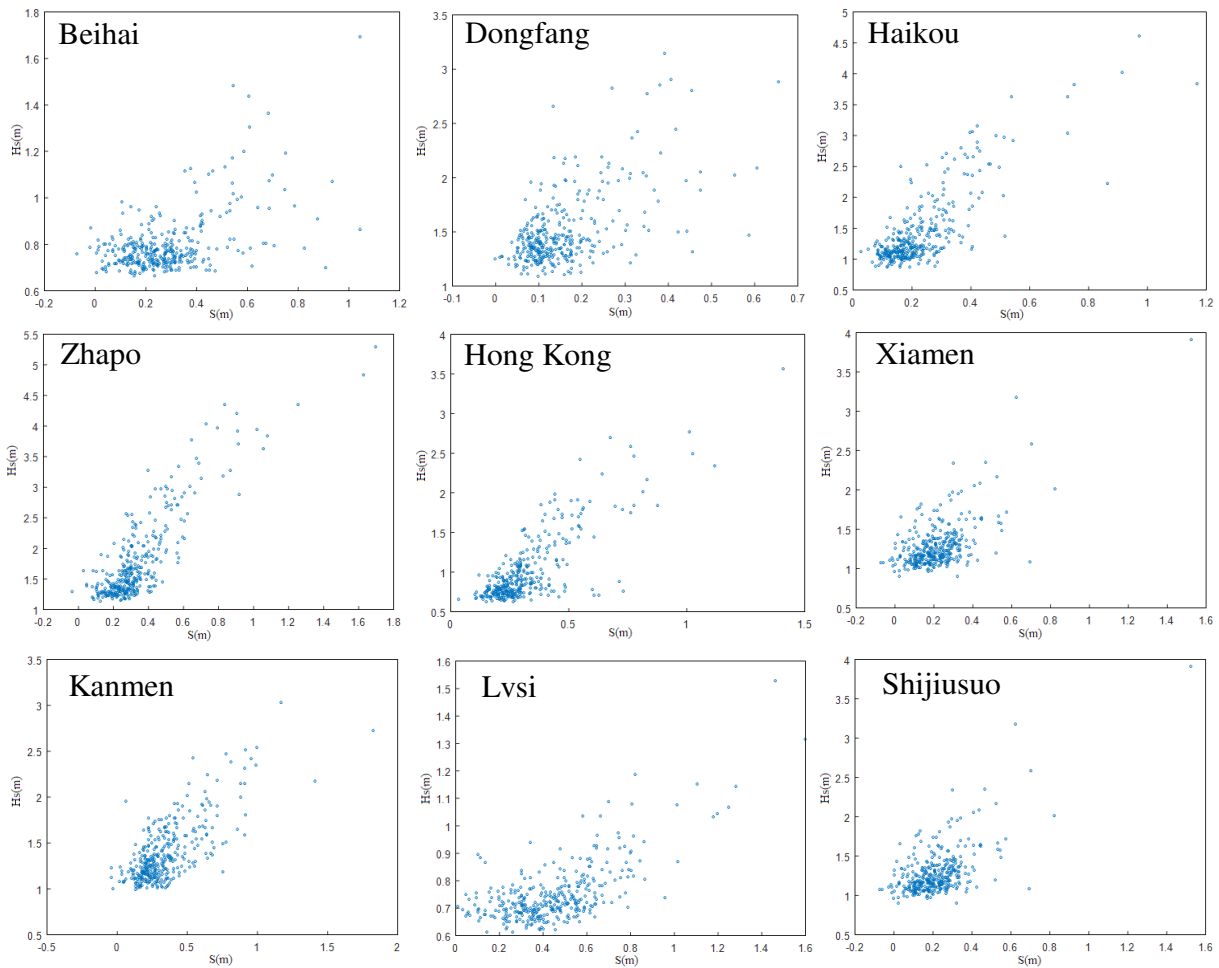 Beihai
1.8
1.6
1.4
1.2
1
0.8
0.6
Hs(m)
-0.2 0 0.2 0.4 0.6 0.8 1 1.2
S(m)
Dongfang
3.5
3
2.5
2
1.5
1
Hs(m)
-0.1 0 0.1 0.2 0.3 0.4 0.5 0.6 0.7
S(m)
Haikou
5
4.5
4
3.5
3
2.5
2
1.5
1
0.5
Hs(m)
0 0.2 0.4 0.6 0.8 1 1.2
S(m)
Zhapo
5.5
5
4.5
4
3.5
3
2.5
2
1.5
1
Hs(m)
-0.2 0 0.2 0.4 0.6 0.8 1 1.2 1.4 1.6 1.8
S(m)
Hong Kong
4
3.5
3
2.5
2
1.5
1
0.5
Hs(m)
0 0.5 1 1.5
S(m)
Xiamen
4
3.5
3
2.5
2
1.5
1
0.5
Hs(m)
-0.2 0 0.2 0.4 0.6 0.8 1 1.2 1.4 1.6
S(m)
Kanmen
3.5
3
2.5
2
1.5
1
0.5
Hs(m)
-0.5 0 0.5 1 1.5 2
S(m)
Lvsi
1.6
1.5
1.4
1.3
1.2
1.1
1
0.9
0.8
0.7
0.6
Hs(m)
0 0.2 0.4 0.6 0.8 1 1.2 1.4 1.6
S(m)
Shijiusuo
4
3.5
3
2.5
2
1.5
1
0.5
Hs(m)
-0.2 0 0.2 0.4 0.6 0.8 1 1.2 1.4 1.6
S(m)